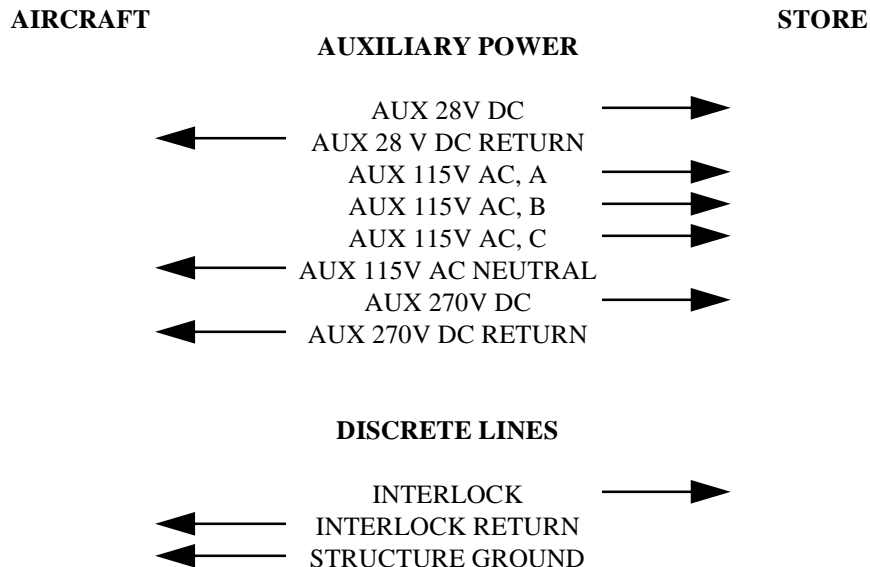 AIRCRAFT STORE
AUXILIARY POWER
AUX 28V DC
AUX 28 V DC RETURN
AUX 115V AC, A
AUX 115V AC, B
AUX 115V AC, C
AUX 115V AC NEUTRAL
AUX 270V DC
AUX 270V DC RETURN
DISCRETE LINES
INTERLOCK
INTERLOCK RETURN
STRUCTURE GROUND